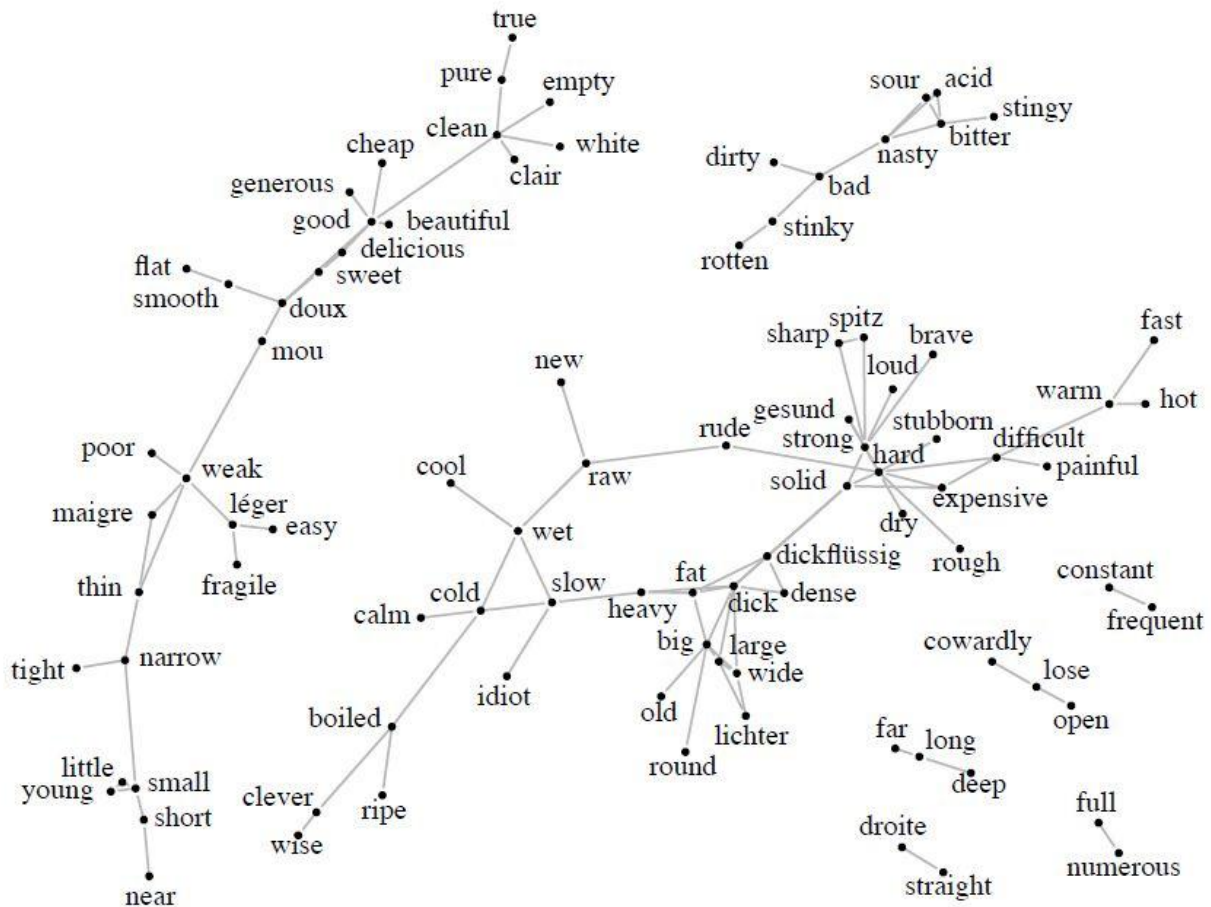 true
pure
empty
sour
acid
stingy
clean
bitter
cheap
white
nasty
dirty
clair
generous
bad
good
beautiful
stinky
delicious
rotten
flat
sweet
smooth
doux
spitz
fast
sharp
brave
mou
new
loud
warm
hot
gesund
stubborn
rude
strong
hard
difficult
poor
weak
cool
raw
painful
solid
léger
expensive
maigre
easy
wet
dry
dickflüssig
rough
fragile
thin
fat
constant
cold
slow
heavy
dick
dense
calm
frequent
big
large
cowardly
tight
narrow
wide
lose
idiot
old
open
boiled
lichter
far
long
round
little
small
deep
young
clever
ripe
full
short
wise
droite
numerous
straight
near